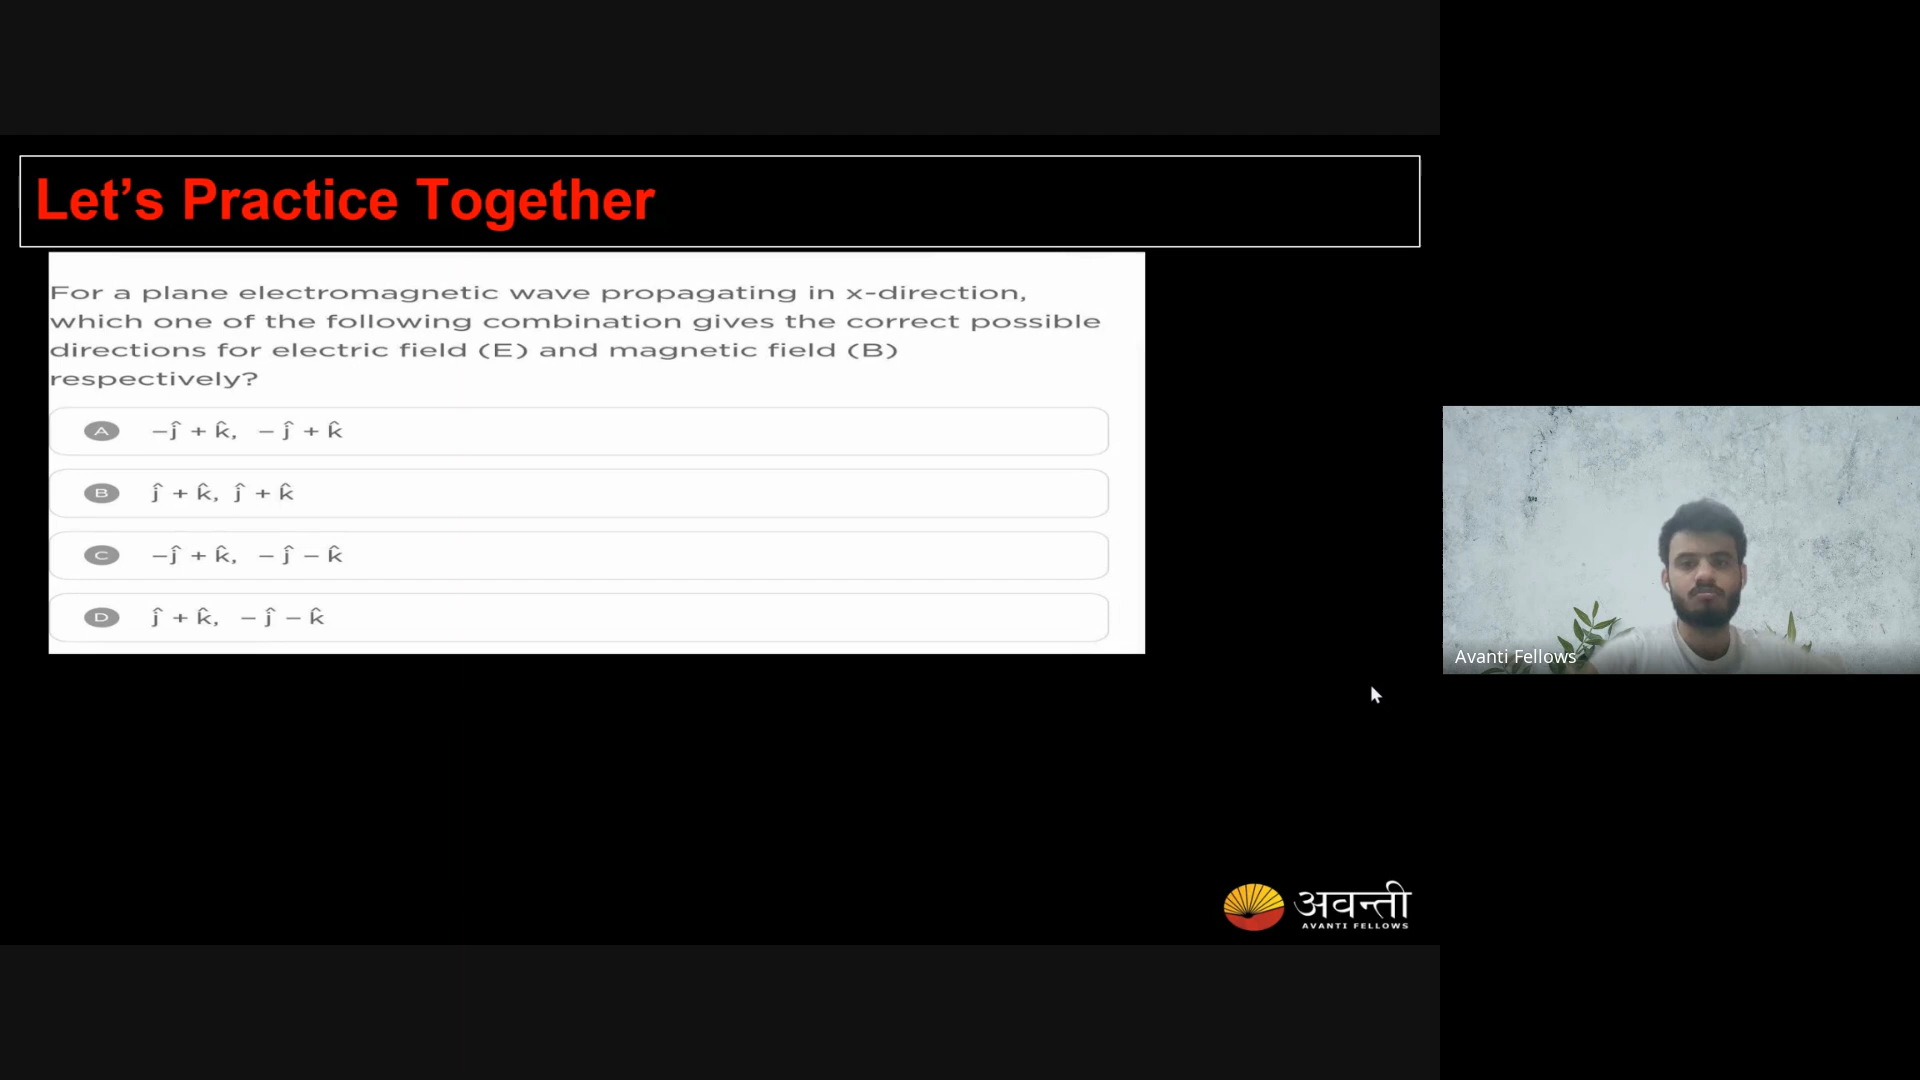 Let’s Practice Together
For a plane electromagnetic wave propagating in x-direction,
which one of the following combination gives the correct possible
directions for electric field (E) and magnetic field (B)
respectively?
A −ĵ + k̂, − ĵ + k̂
B ĵ + k̂, ĵ + k̂
C −ĵ + k̂, − ĵ − k̂
D ĵ + k̂, − ĵ − k̂
Avanti Fellows
अवन्ती
AVANTI FELLOWS